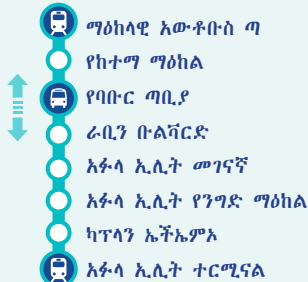 ማዕከላዊ አውቶቡስ ጣ
የከተማ ማዕከል
የባቡር ጣቢያ
ራቢን ቡልቫርድ
አፉላ ኢሊት መገናኛ
አፉላ ኢሊት የንግድ ማዕከል
ካፕላን ኤችኤምኦ
አፉላ ኢሊት ተርሚናል